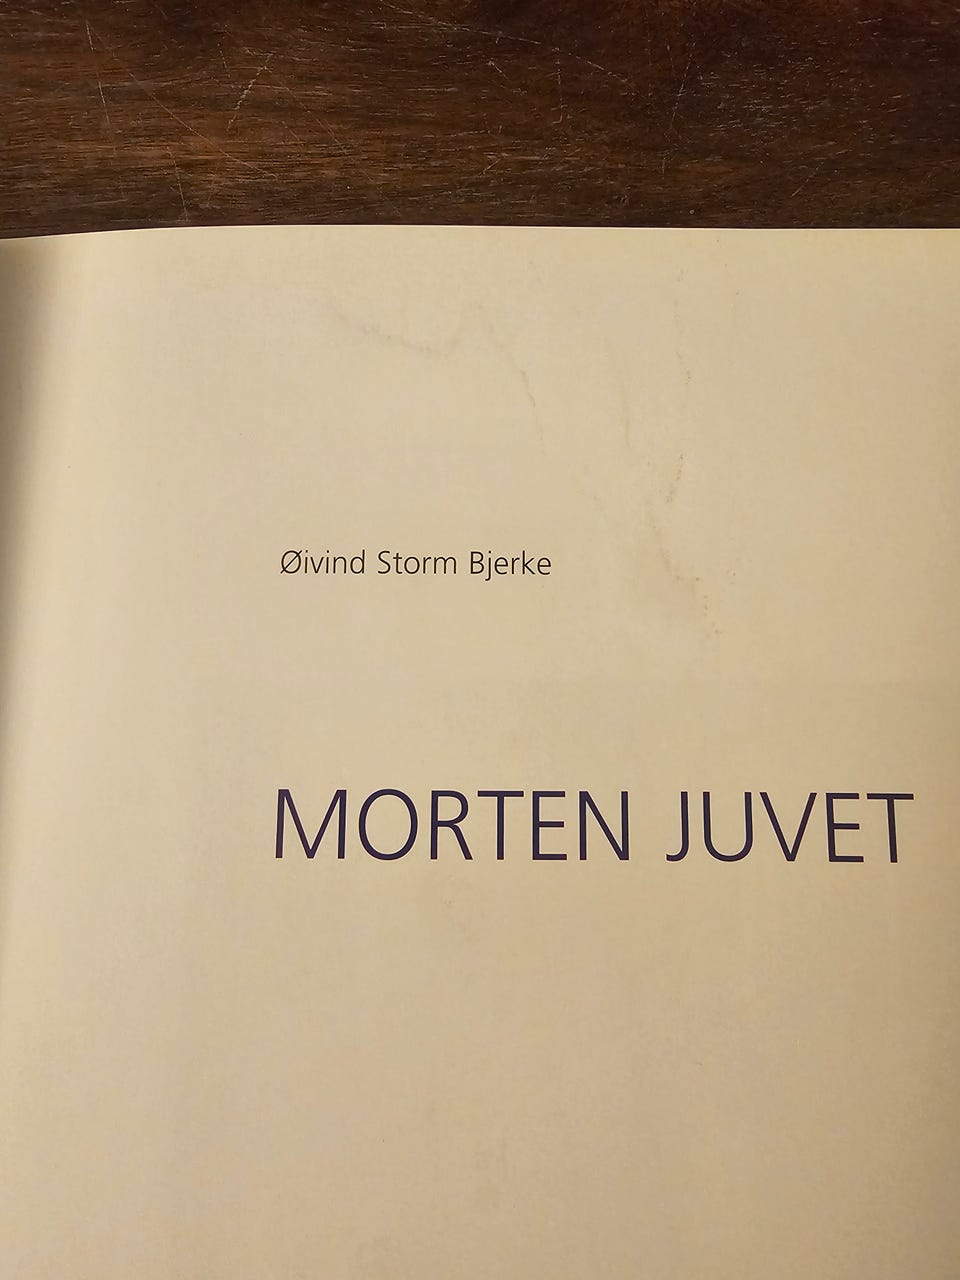 Øivind Storm Bjerke
MORTEN JUVET